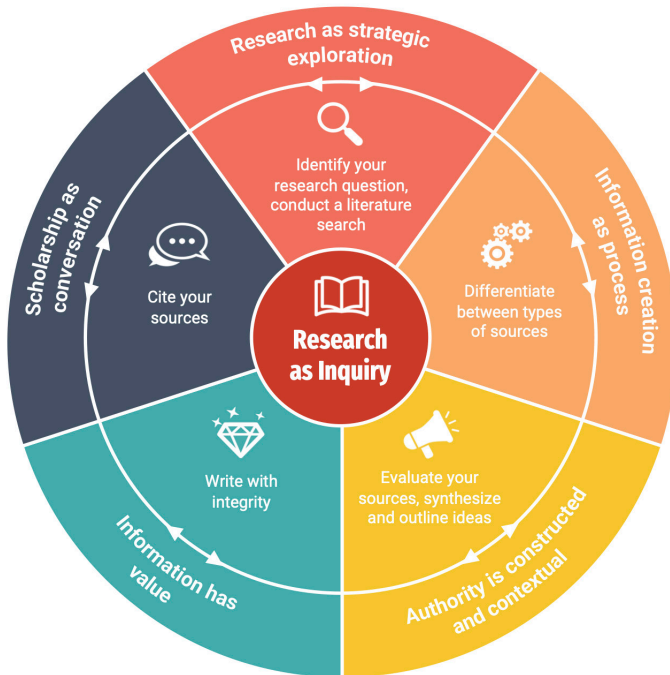 Research as strategic
exploration
Identify your
research question,
conduct a literature
search
Information creation
as process
Differentiate
between types
of sources
Authority is constructed
and contextual
Evaluate your
sources, synthesize
and outline ideas
Information has
value
Write with
integrity
Scholarship as
conversation
Cite your
sources
Research
as Inquiry